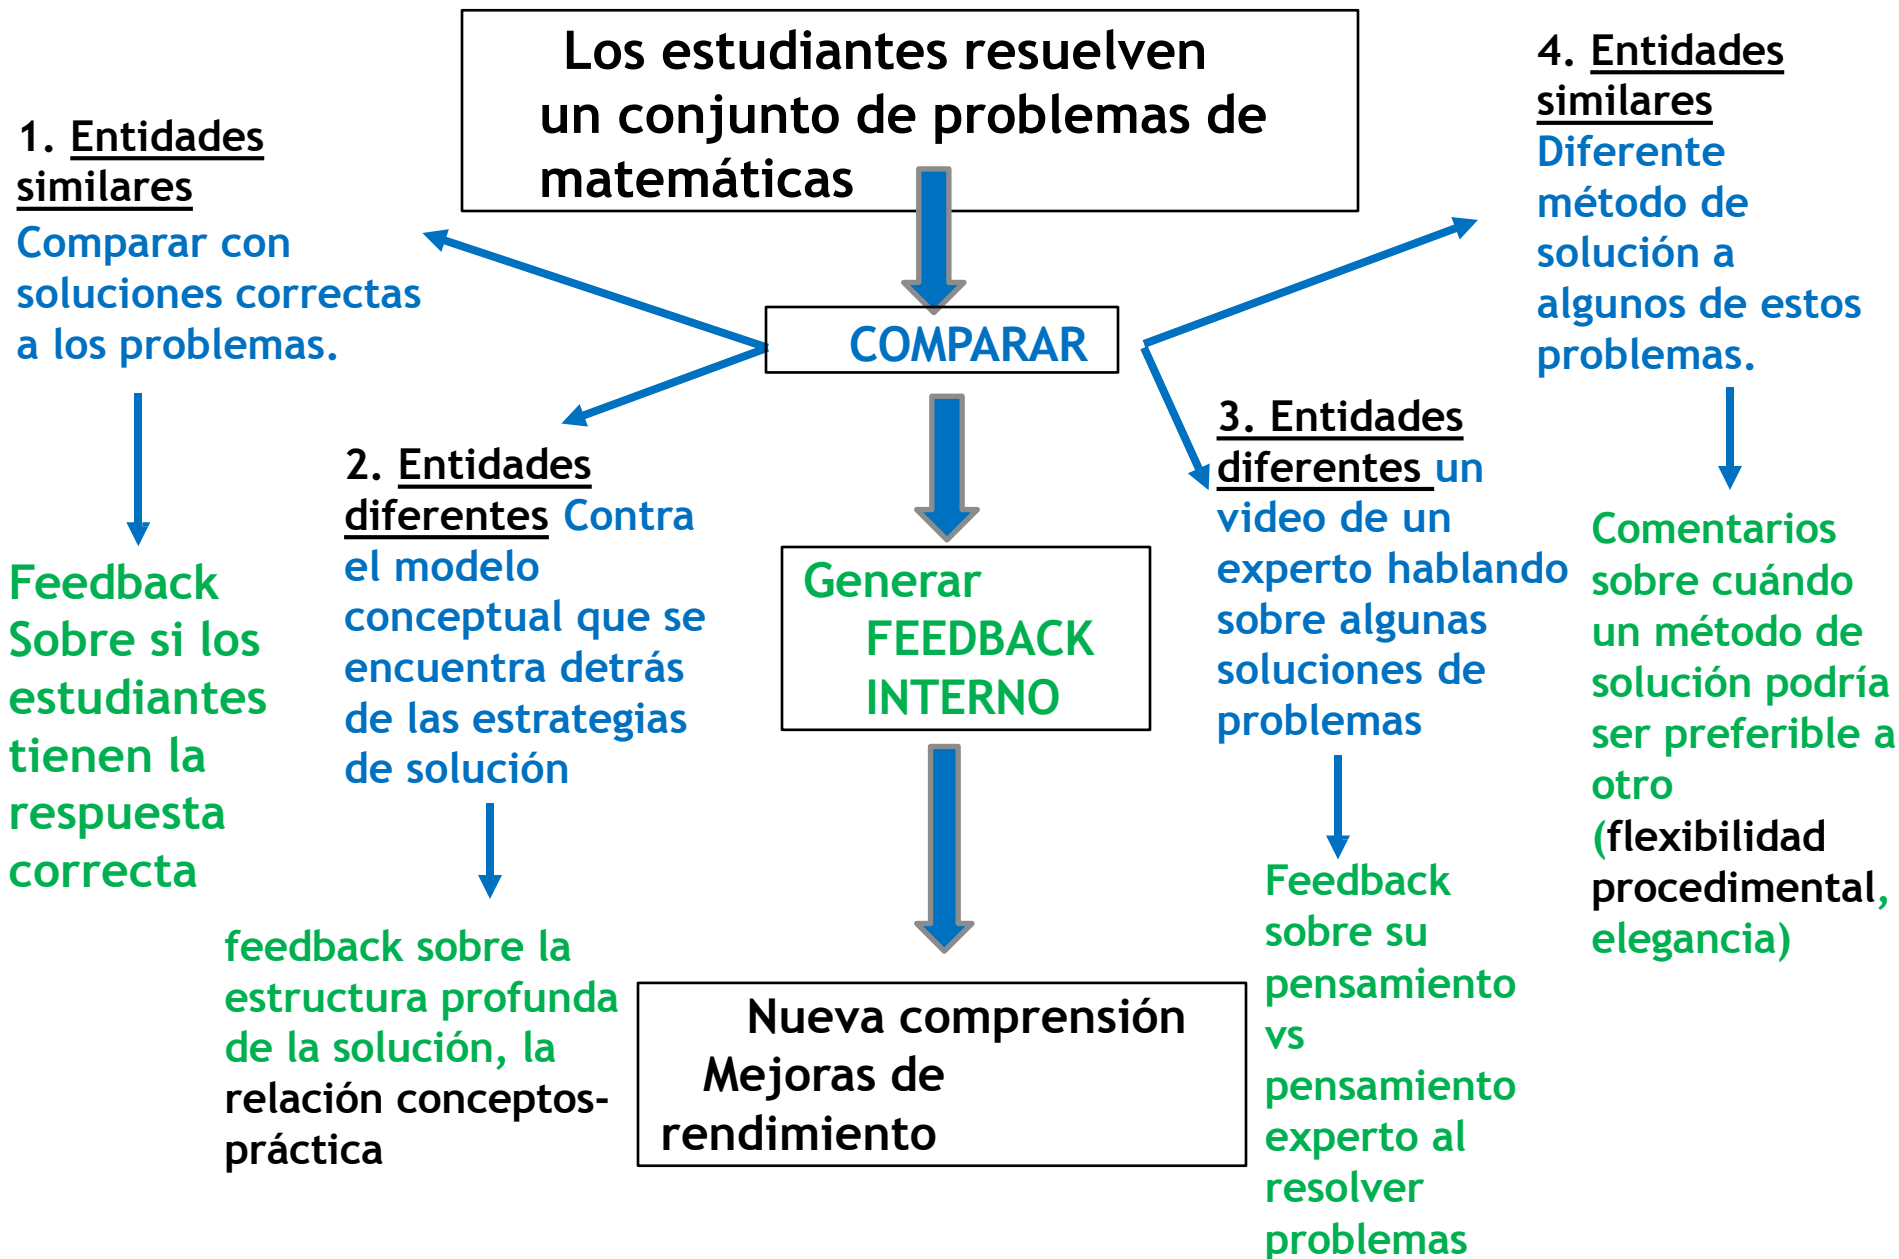 Los estudiantes resuelven
un conjunto de problemas de
matemáticas
1. Entidades
similares
Comparar con
soluciones correctas
a los problemas.
Feedback
Sobre si los
estudiantes
tienen la
respuesta
correcta
COMPARAR
2. Entidades
diferentes Contra
el modelo
conceptual que se
encuentra detrás
de las estrategias
de solución
feedback sobre la
estructura profunda
de la solución, la
relación conceptos-
práctica
Generar
FEEDBACK
INTERNO
Nueva comprensión
Mejoras de
rendimiento
3. Entidades
diferentes un
video de un
experto hablando
sobre algunas
soluciones de
problemas
Feedback
sobre su
pensamiento
vs
pensamiento
experto al
resolver
problemas
4. Entidades
similares
Diferente
método de
solución a
algunos de estos
problemas.
Comentarios
sobre cuándo
un método de
solución podría
ser preferible a
otro
(flexibilidad
procedimental,
elegancia)